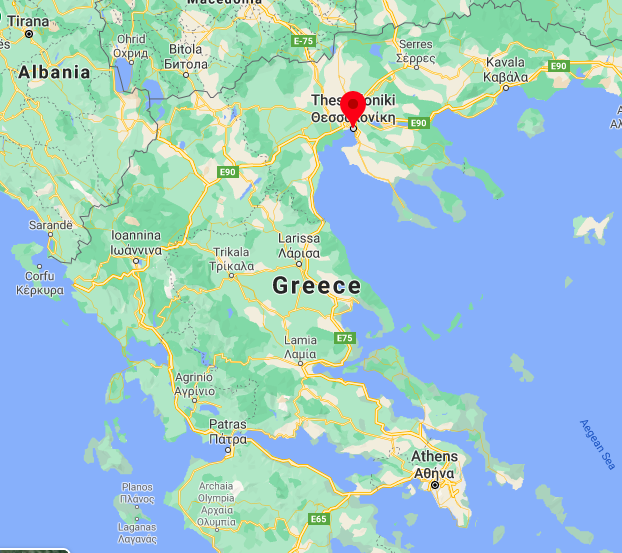 Macedonia
Tirana
és
Ohrid
Охрид
Bitola
Битола
E-75
Serres
Σέρρες
Kavala
Καβάλα
E90
Albania
Thessaloniki
Θεσσαλονίκη
E90
E90
Sarandë
Ioannina
Ιωαννινα
Larissa
Λάρισα
Trikala
Τρίκαλα
Corfu
Κέρκυρα
Greece
E75
Lamia
Λαμία
Agrinio
Αγρίνιο
Patras
Πάτρα
Aegean Sea
Athens
Αθήνα
Planos
Πλάνος
Archaia
Olympia
Αρχαία
Ολυμπία
E65
Laganas
Λαγανάς